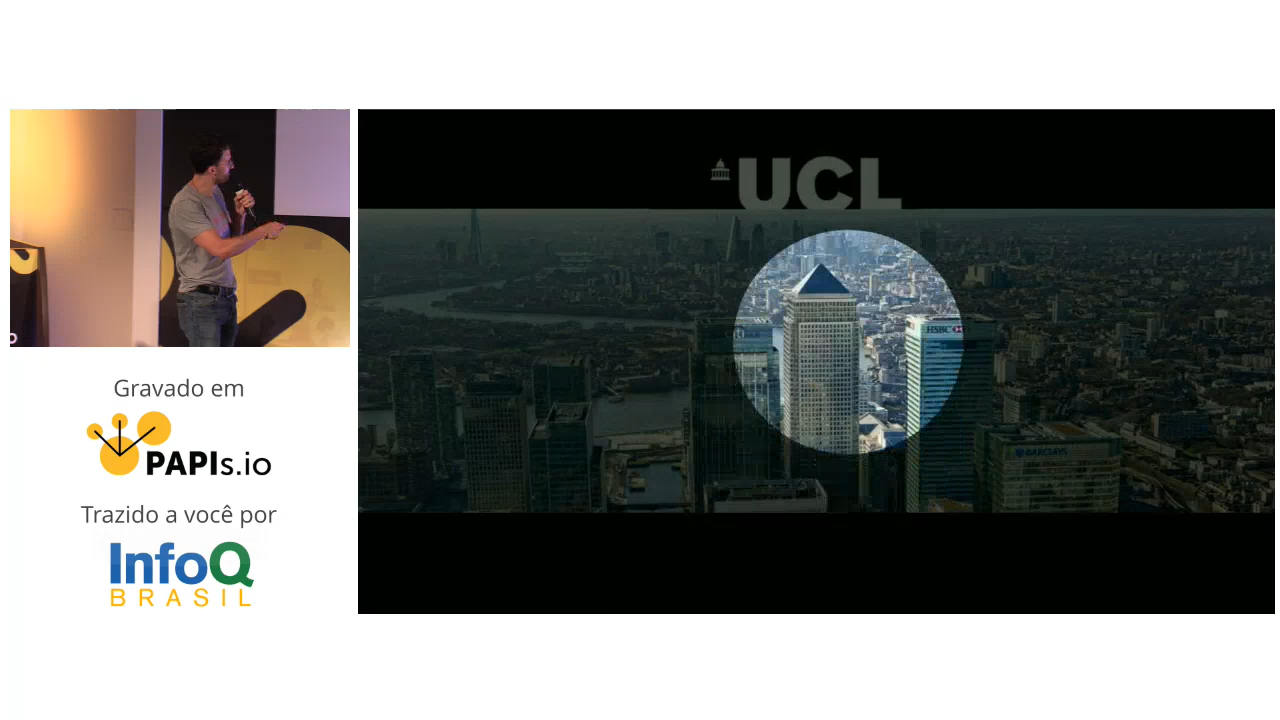 UCL
HSBC
BARCLAYS
Gravado em
PAPIs.io
Trazido a você por
InfoQ
BRASIL